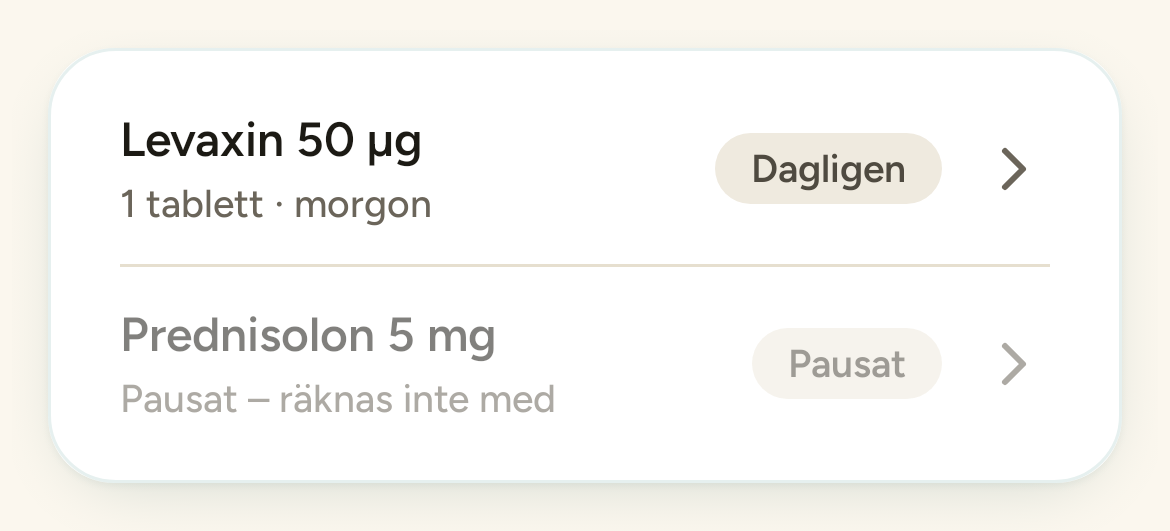 Levaxin 50 µg
1 tablett · morgon
Dagligen
Prednisolon 5 mg
Pausat – räknas inte med
Pausat